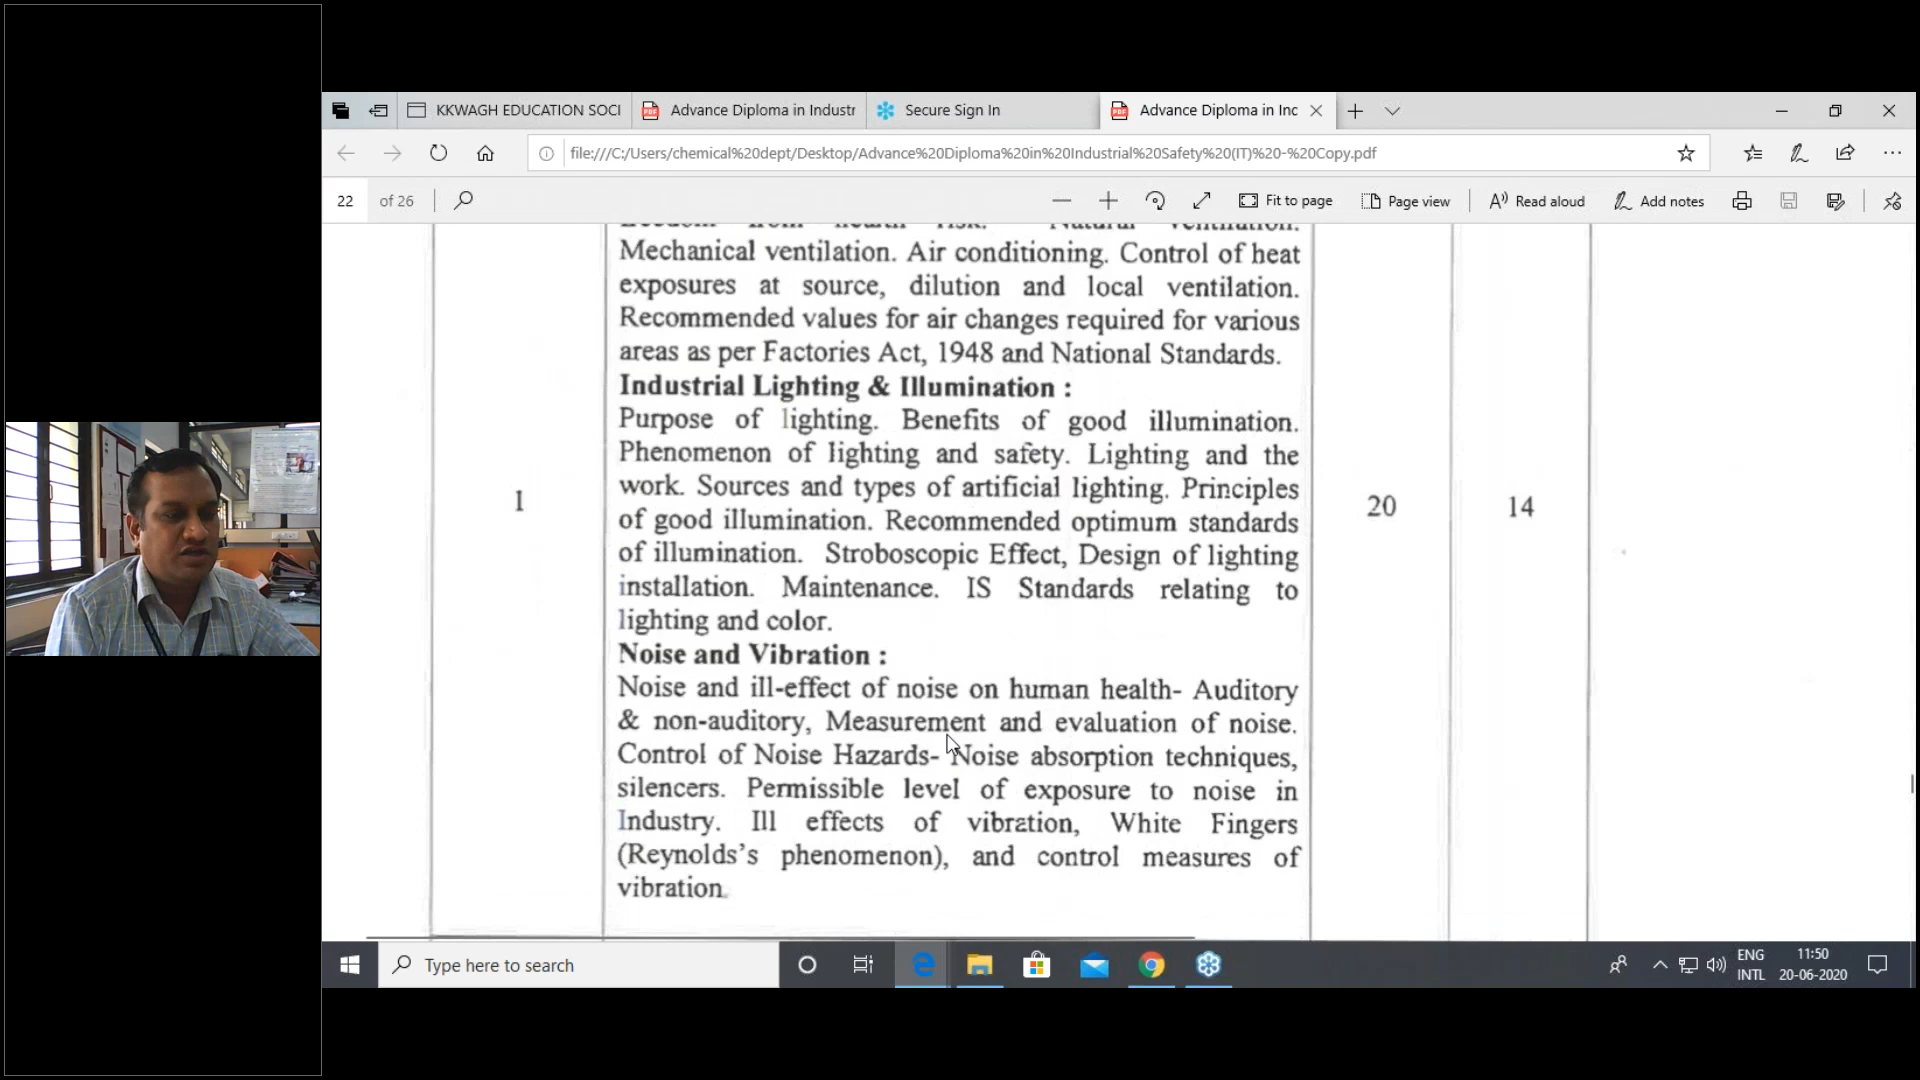 KKWAGH EDUCATION SOCI
Advance Diploma in Industr
Secure Sign In
Advance Diploma in Inc
file:///C:/Users/chemical%20dept/Desktop/Advance%20Diploma%20in%20Industrial%20Safety%20(IT)%20-%20Copy.pdf
22 of 26
Fit to page
Page view
Read aloud
Add notes
freedom from health risk. Natural ventilation.
Mechanical ventilation. Air conditioning. Control of heat
exposures at source, dilution and local ventilation.
Recommended values for air changes required for various
areas as per Factories Act, 1948 and National Standards.
Industrial Lighting & Illumination :
Purpose of lighting. Benefits of good illumination.
Phenomenon of lighting and safety. Lighting and the
work. Sources and types of artificial lighting. Principles
of good illumination. Recommended optimum standards
of illumination. Stroboscopic Effect, Design of lighting
installation. Maintenance. IS Standards relating to
lighting and color.
Noise and Vibration :
Noise and ill-effect of noise on human health- Auditory
& non-auditory, Measurement and evaluation of noise.
Control of Noise Hazards- Noise absorption techniques,
silencers. Permissible level of exposure to noise in
Industry. Ill effects of vibration, White Fingers
(Reynolds's phenomenon), and control measures of
vibration.
I
20
14
Type here to search
ENG
INTL
11:50
20-06-2020